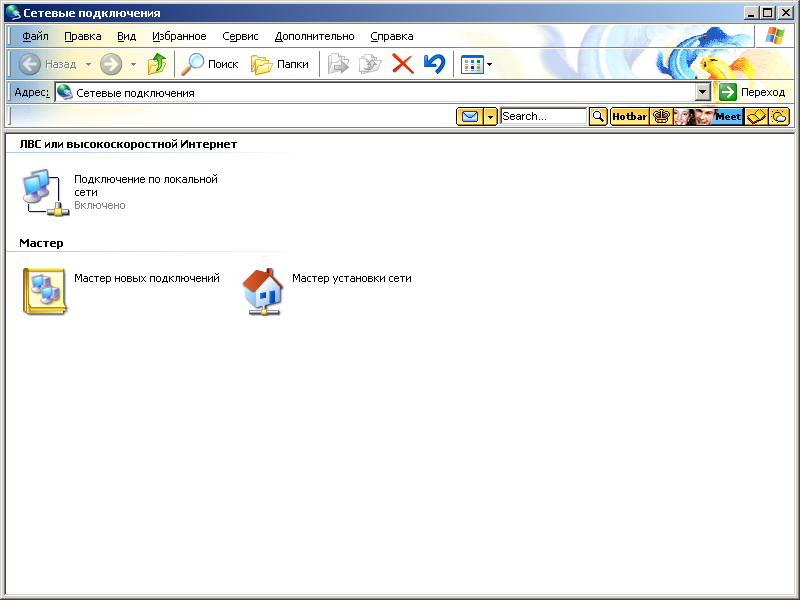 Сетевые подключения
Файл Правка Вид Избранное Сервис Дополнительно Справка
Назад Поиск Папки
Адрес: Сетевые подключения Переход
Search... Hotbar Meet
ЛВС или высокоскоростной Интернет
Подключение по локальной
сети
Включено
Мастер
Мастер новых подключений Мастер установки сети